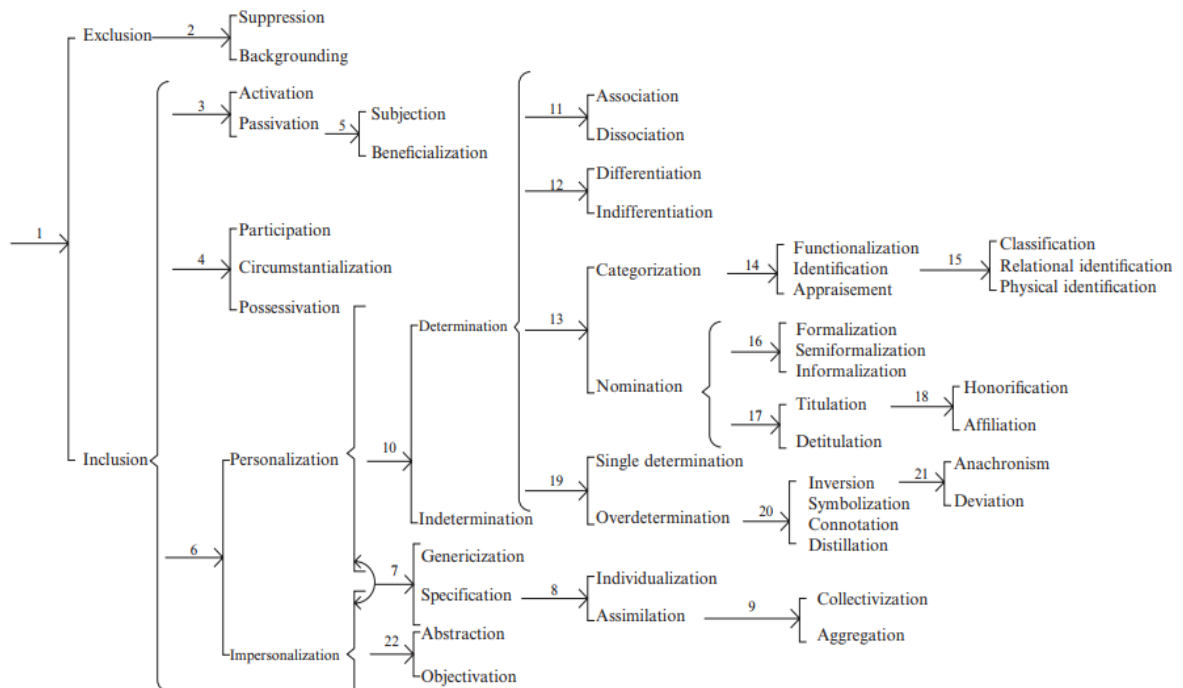 Suppression
Exclusion
2
Backgrounding
3
Activation
Passivation
5
Subjection
Beneficialization
11
Association
Dissociation
12
Differentiation
Indifferentiation
1
4
Participation
Circumstantialization
Possessivation
13
Categorization
14
Functionalization
Identification
Appraisement
15
Classification
Relational identification
Physical identification
Determination
Nomination
16
Formalization
Semiformalization
Informalization
17
Titulation
Detitulation
18
Honorification
Affiliation
Inclusion
Personalization
10
Indetermination
19
Single determination
Overdetermination
20
Inversion
Symbolization
Connotation
Distillation
21
Anachronism
Deviation
6
7
Genericization
Specification
8
Individualization
Assimilation
9
Collectivization
Aggregation
Impersonalization
22
Abstraction
Objectivation